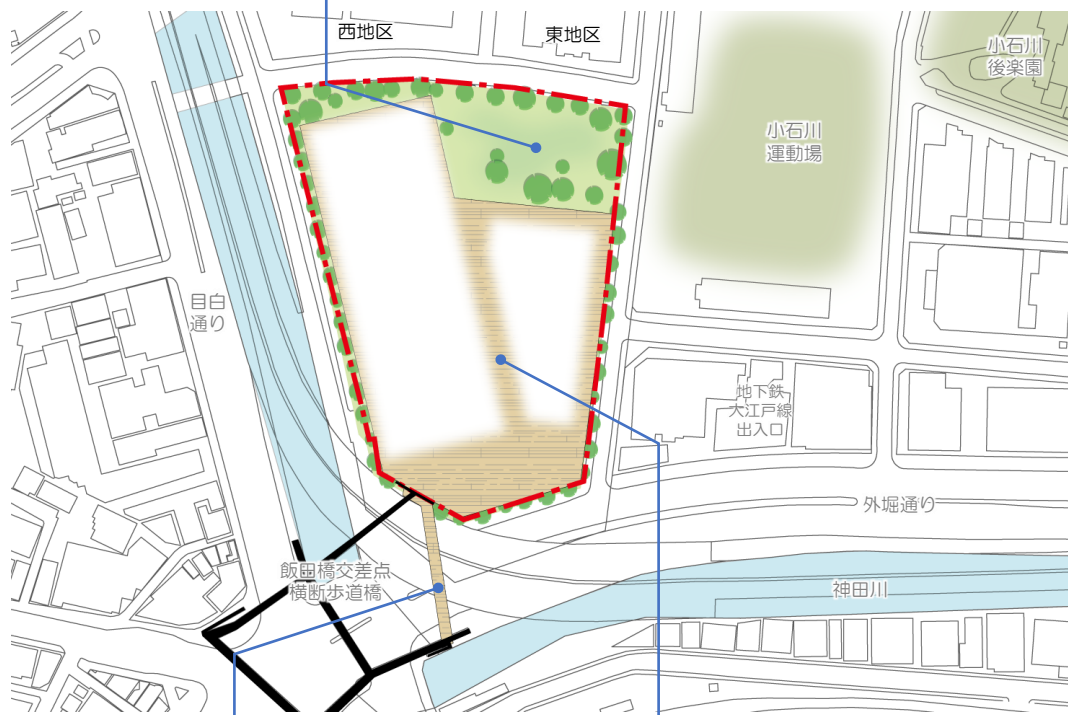 西地区
東地区
小石川
後楽園
小石川
運動場
目白
通り
地下鉄
大江戸線
出入口
外堀通り
飯田橋交差点
横断歩道橋
神田川